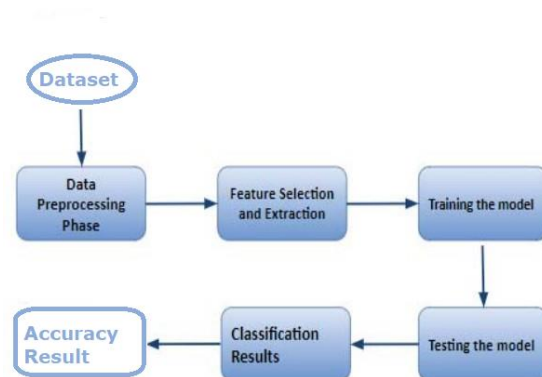 Dataset
Data
Preprocessing
Phase
Feature Selection
and Extraction
Training the model
Testing the model
Classification
Results
Accuracy
Result